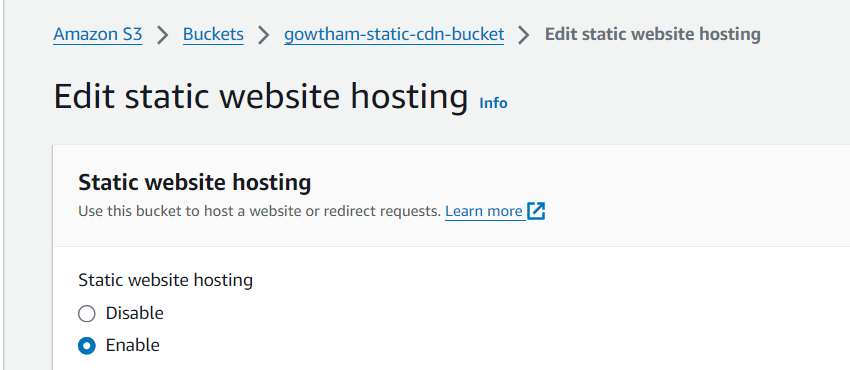 Amazon S3 > Buckets > gowtham-static-cdn-bucket > Edit static website hosting
Edit static website hosting Info
Static website hosting
Use this bucket to host a website or redirect requests. Learn more
Static website hosting
Disable
Enable